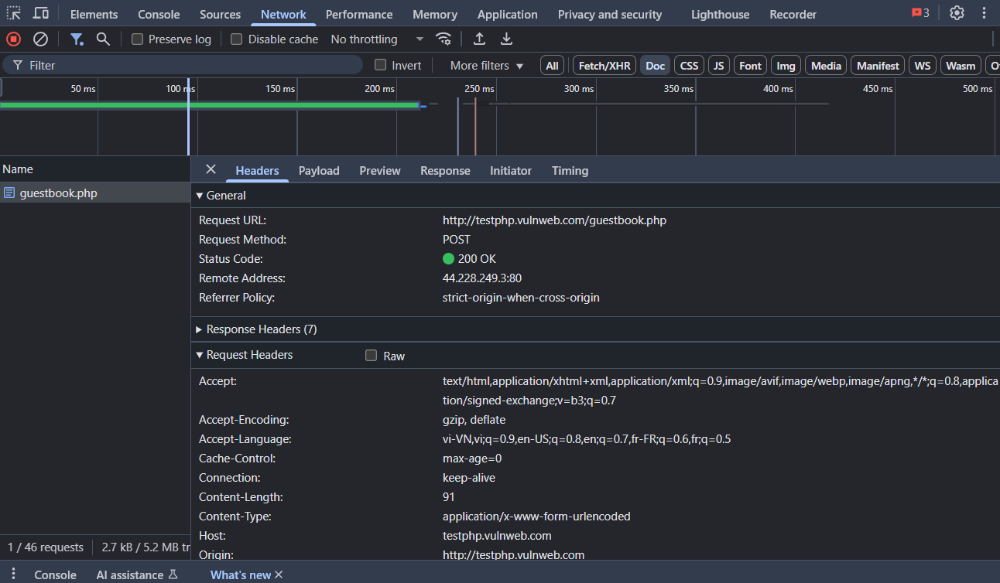 Elements Console Sources Network Performance Memory Application Privacy and security Lighthouse Recorder 3
Preserve log Disable cache No throttling
Filter Invert More filters All Fetch/XHR Doc CSS JS Font Img Media Manifest WS Wasm O
50 ms 100 ms 150 ms 200 ms 250 ms 300 ms 350 ms 400 ms 450 ms 500 ms
Name
Headers Payload Preview Response Initiator Timing
guestbook.php
General
Request URL: http://testphp.vulnweb.com/guestbook.php
Request Method: POST
Status Code: 200 OK
Remote Address: 44.228.249.3:80
Referrer Policy: strict-origin-when-cross-origin
Response Headers (7)
Request Headers Raw
Accept: text/html,application/xhtml+xml,application/xml;q=0.9,image/avif,image/webp,image/apng,*/*;q=0.8,applica
tion/signed-exchange;v=b3;q=0.7
Accept-Encoding: gzip, deflate
Accept-Language: vi-VN,vi;q=0.9,en-US;q=0.8,en;q=0.7,fr-FR;q=0.6,fr;q=0.5
Cache-Control: max-age=0
Connection: keep-alive
Content-Length: 91
Content-Type: application/x-www-form-urlencoded
Host: testphp.vulnweb.com
Origin: http://testphp.vulnweb.com
1 / 46 requests 2.7 kB / 5.2 MB tr
Console AI assistance What's new